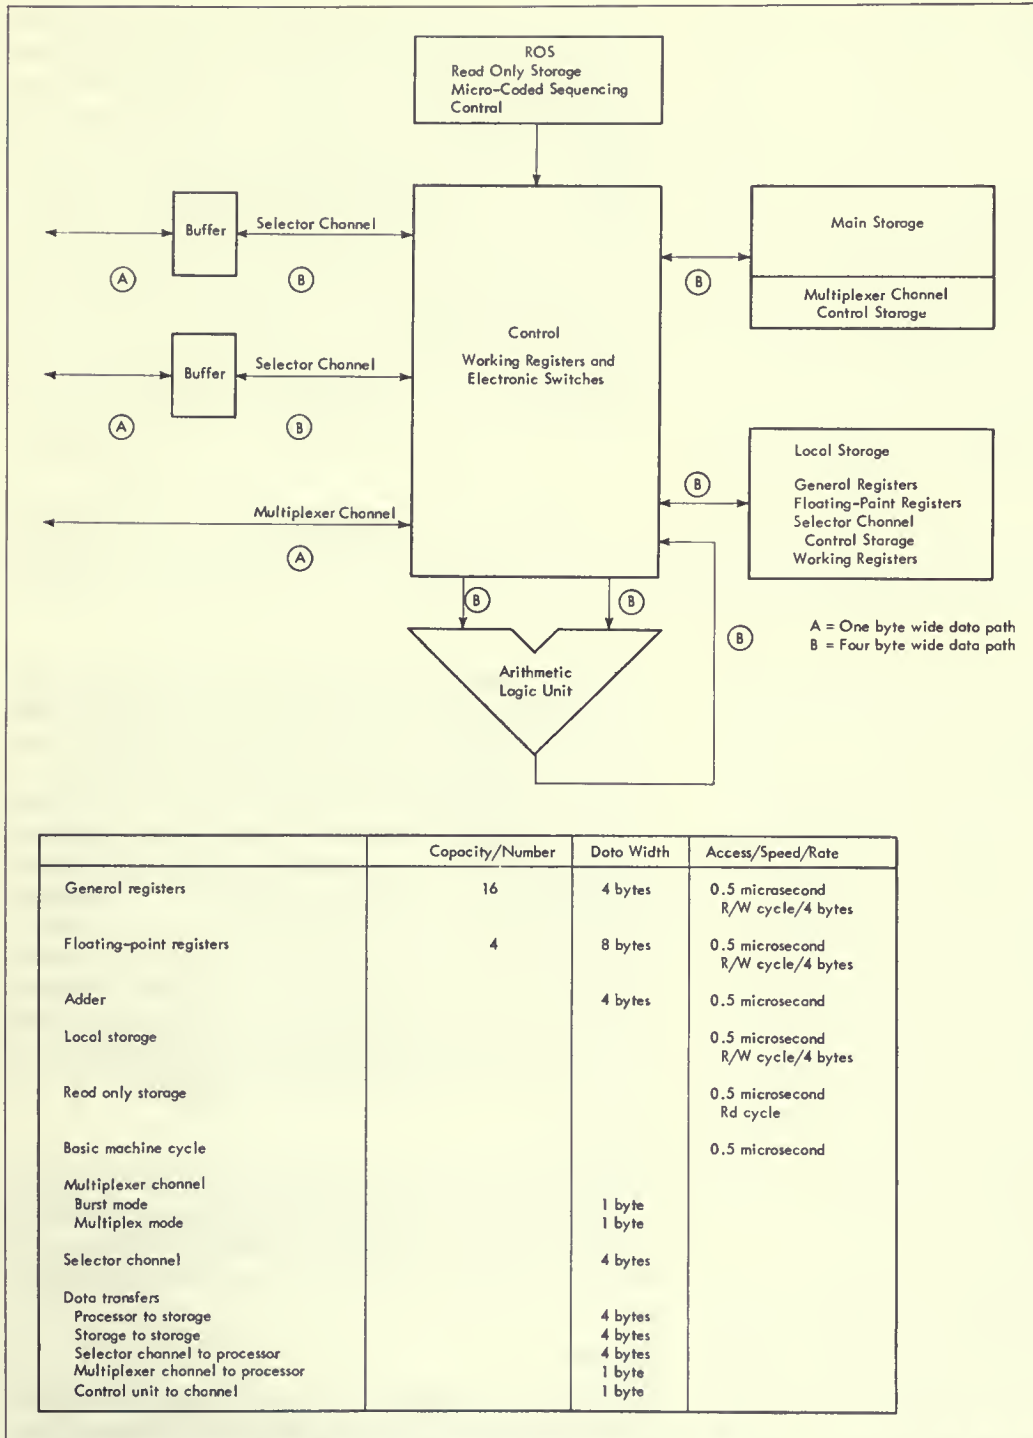 ROS
Read Only Storage
Micro-Coded Sequencing
Control
Buffer
Selector Channel
A
B
Buffer
Selector Channel
A
B
Multiplexer Channel
A
Control
Working Registers and
Electronic Switches
B
Main Storage
Multiplexer Channel
Control Storage
B
Local Storage
General Registers
Floating-Point Registers
Selector Channel
Control Storage
Working Registers
B
B
B
Arithmetic
Logic Unit
A = One byte wide data path
B = Four byte wide data path
Capacity/Number Data Width Access/Speed/Rate
General registers 16 4 bytes 0.5 microsecond
R/W cycle/4 bytes
Floating-point registers 4 8 bytes 0.5 microsecond
R/W cycle/4 bytes
Adder 4 bytes 0.5 microsecond
Local storage 0.5 microsecond
R/W cycle/4 bytes
Read only storage 0.5 microsecond
Rd cycle
Basic machine cycle 0.5 microsecond
Multiplexer channel
Burst mode 1 byte
Multiplex mode 1 byte
Selector channel 4 bytes
Data transfers
Processor to storage 4 bytes
Storage to storage 4 bytes
Selector channel to processor 4 bytes
Multiplexer channel to processor 1 byte
Control unit to channel 1 byte